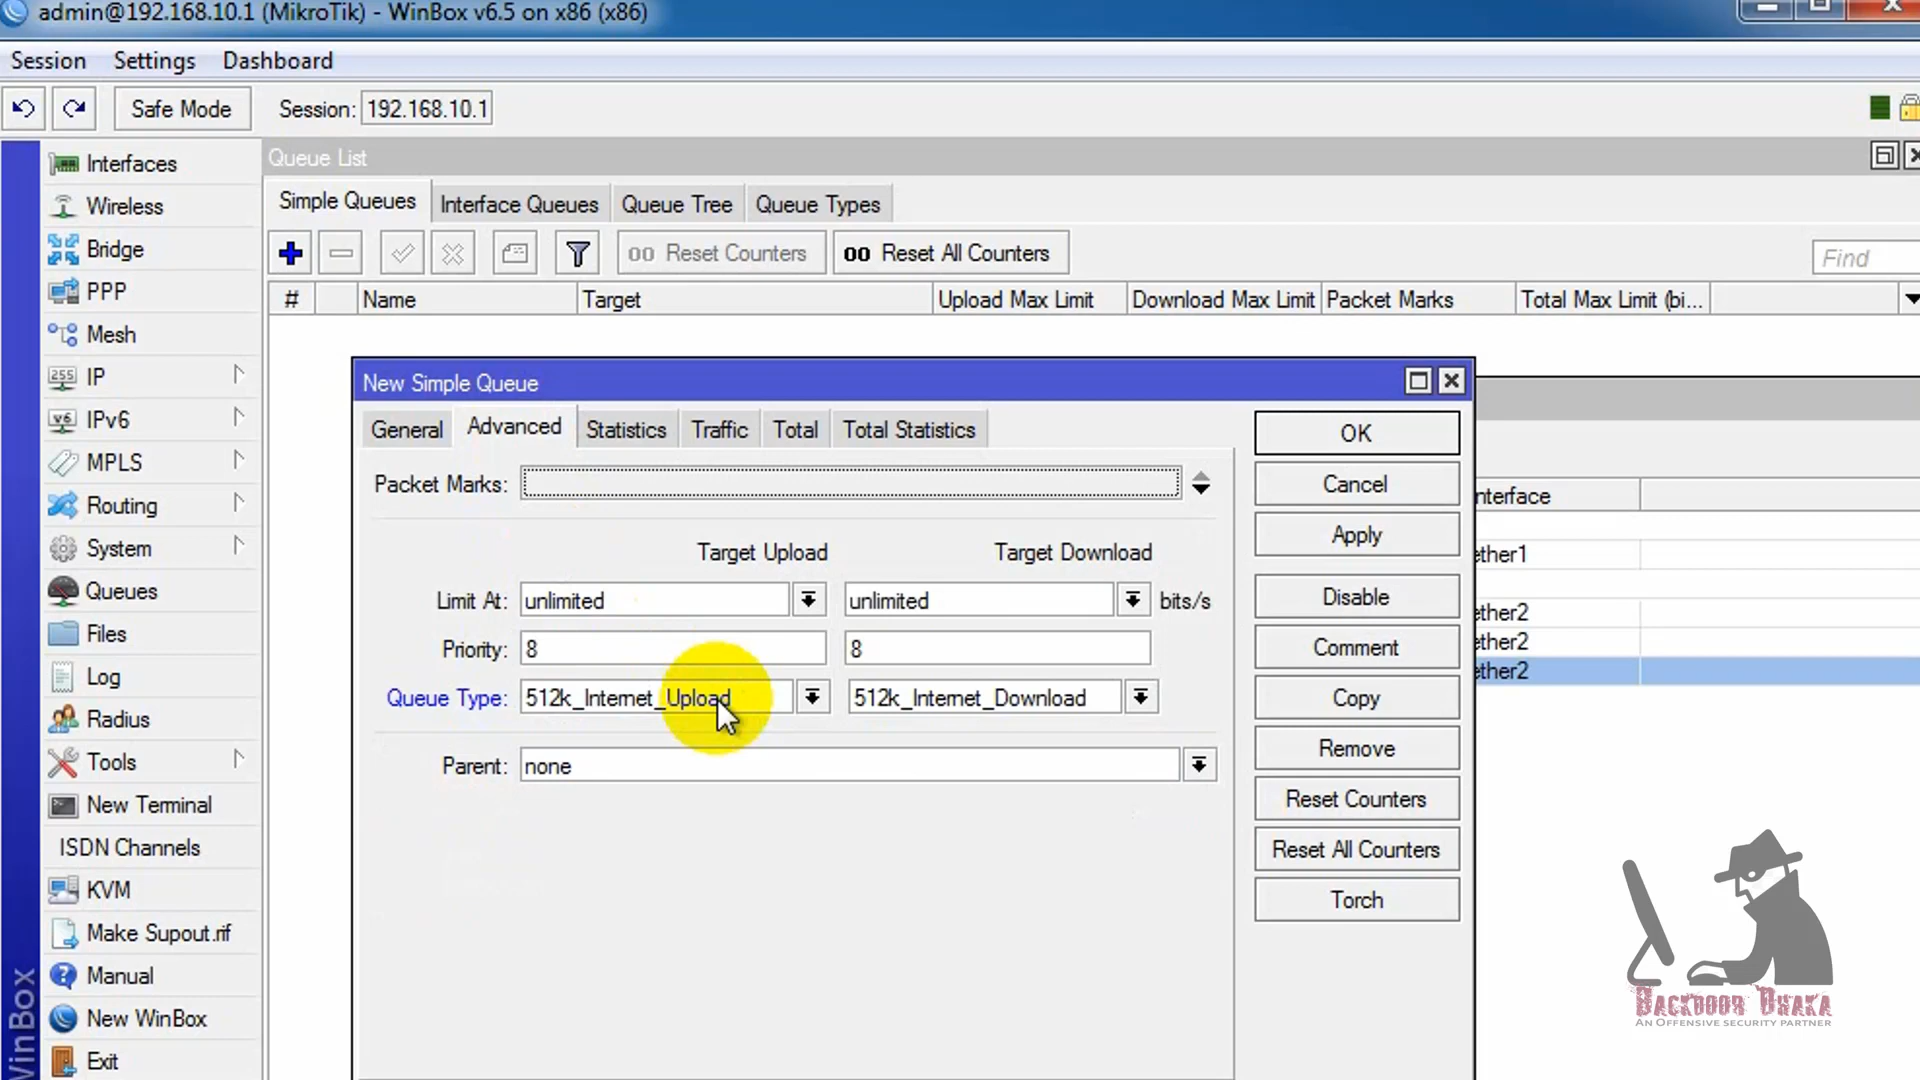 admin@192.168.10.1 (MikroTik) - WinBox v6.5 on x86 (x86)
Session Settings Dashboard
Safe Mode Session: 192.168.10.1
Interfaces
Wireless
Bridge
PPP
Mesh
255 IP
v6 IPv6
MPLS
Routing
System
Queues
Files
Log
Radius
Tools
New Terminal
ISDN Channels
KVM
Make Supout.rif
Manual
New WinBox
Exit
WinBox
Queue List
Simple Queues Interface Queues Queue Tree Queue Types
00 Reset Counters 00 Reset All Counters Find
# Name Target Upload Max Limit Download Max Limit Packet Marks Total Max Limit (bi...
New Simple Queue
General Advanced Statistics Traffic Total Total Statistics
Packet Marks:
Target Upload Target Download
Limit At: unlimited unlimited bits/s
Priority: 8 8
Queue Type: 512k_Internet_Upload 512k_Internet_Download
Parent: none
OK
Cancel
Apply
Disable
Comment
Copy
Remove
Reset Counters
Reset All Counters
Torch
nterface
ether1
ether2
ether2
ether2
BACKDOOR DHAKA
AN OFFENSIVE SECURITY PARTNER